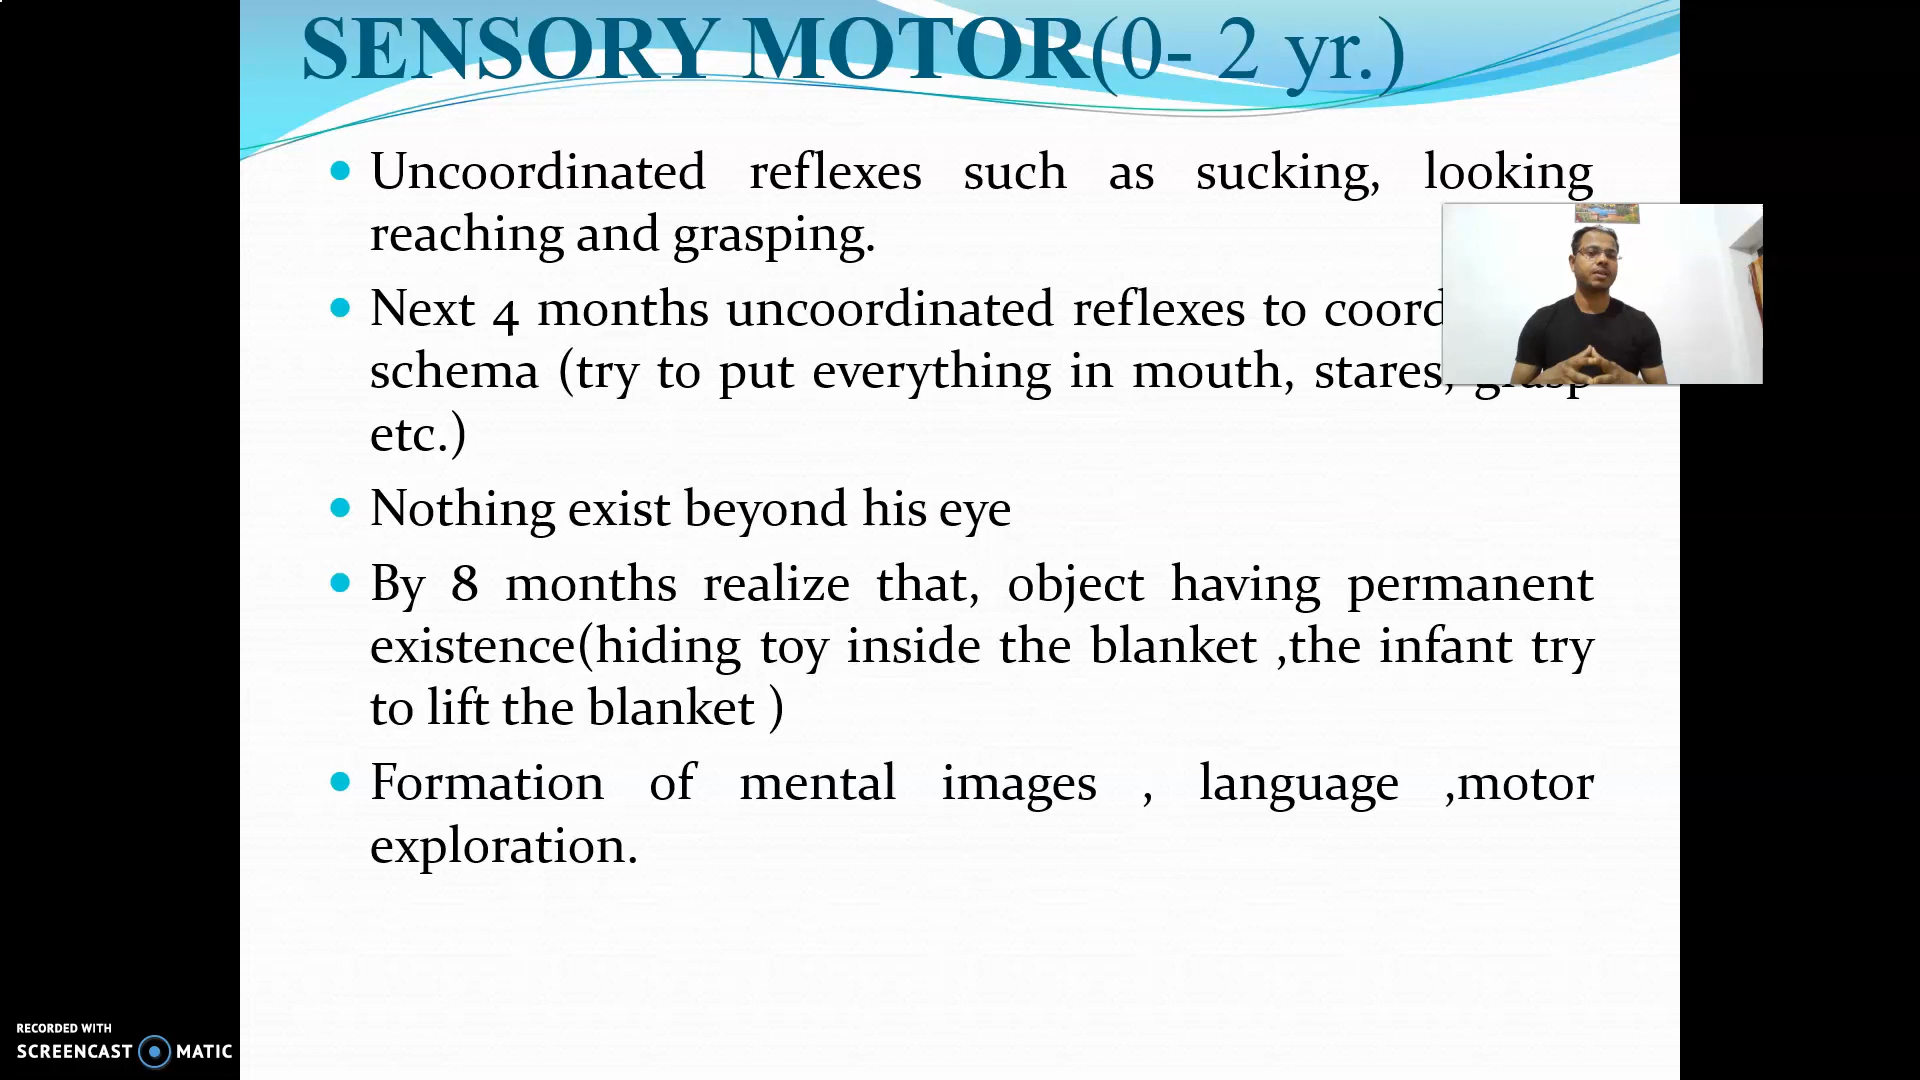 SENSORY MOTOR(0- 2 yr.)
Uncoordinated reflexes such as sucking, looking
reaching and grasping.
Next 4 months uncoordinated reflexes to
schema (try to put everything in mouth, stares, grasp
etc.)
Nothing exist beyond his eye
By 8 months realize that, object having permanent
existence(hiding toy inside the blanket ,the infant try
to lift the blanket )
Formation of mental images , language ,motor
exploration.
RECORDED WITH
SCREENCAST MATIC